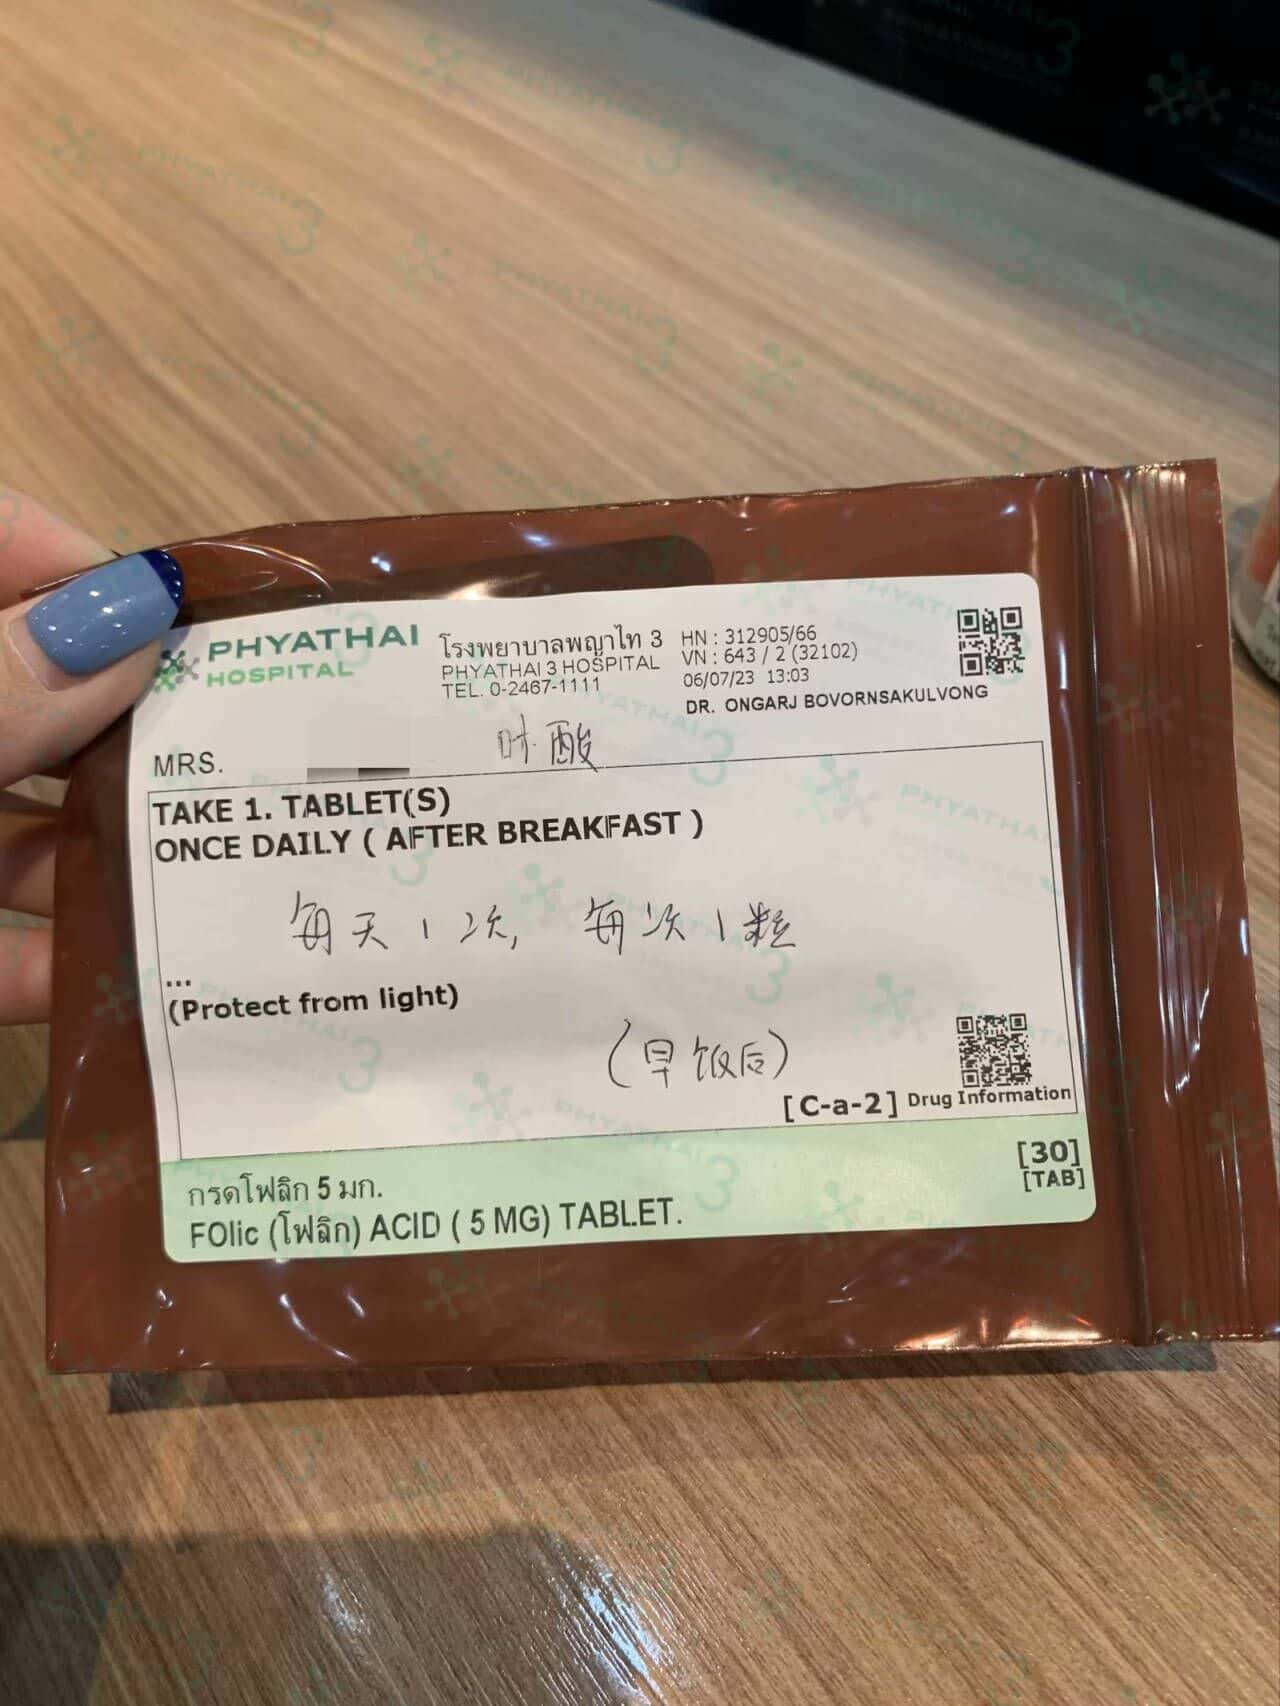 PHYATHAI
HOSPITAL
โรงพยาบาลพญาไท 3
PHYATHAI 3 HOSPITAL
TEL. 0-2467-1111
HN : 312905/66
VN : 643 / 2 (32102)
06/07/23 13:03
DR. ONGARJ BOVORNSAKULVONG
MRS.
叶酸
TAKE 1. TABLET(S)
ONCE DAILY ( AFTER BREAKFAST )
每天1次, 每次1粒
...
(Protect from light)
(早饭后)
[C-a-2] Drug Information
[30]
[TAB]
กรดโฟลิก 5 มก.
FOlic (โฟลิก) ACID ( 5 MG) TABLET.